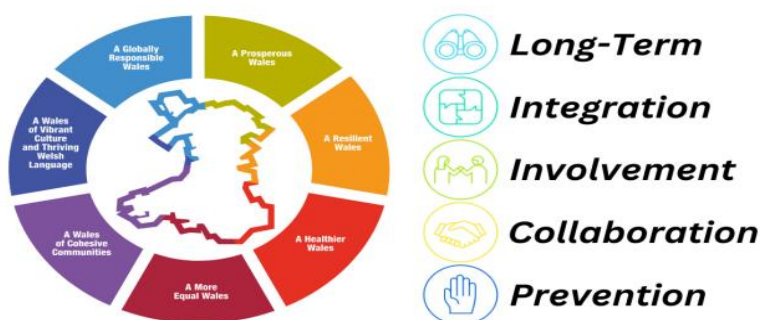 A Globally
Responsible
Wales
A Prosperous
Wales
A Resilient
Wales
A Healthier
Wales
A More
Equal Wales
A Wales
of Cohesive
Communities
A Wales
of Vibrant
Culture
and Thriving
Welsh
Language
Long-Term
Integration
Involvement
Collaboration
Prevention